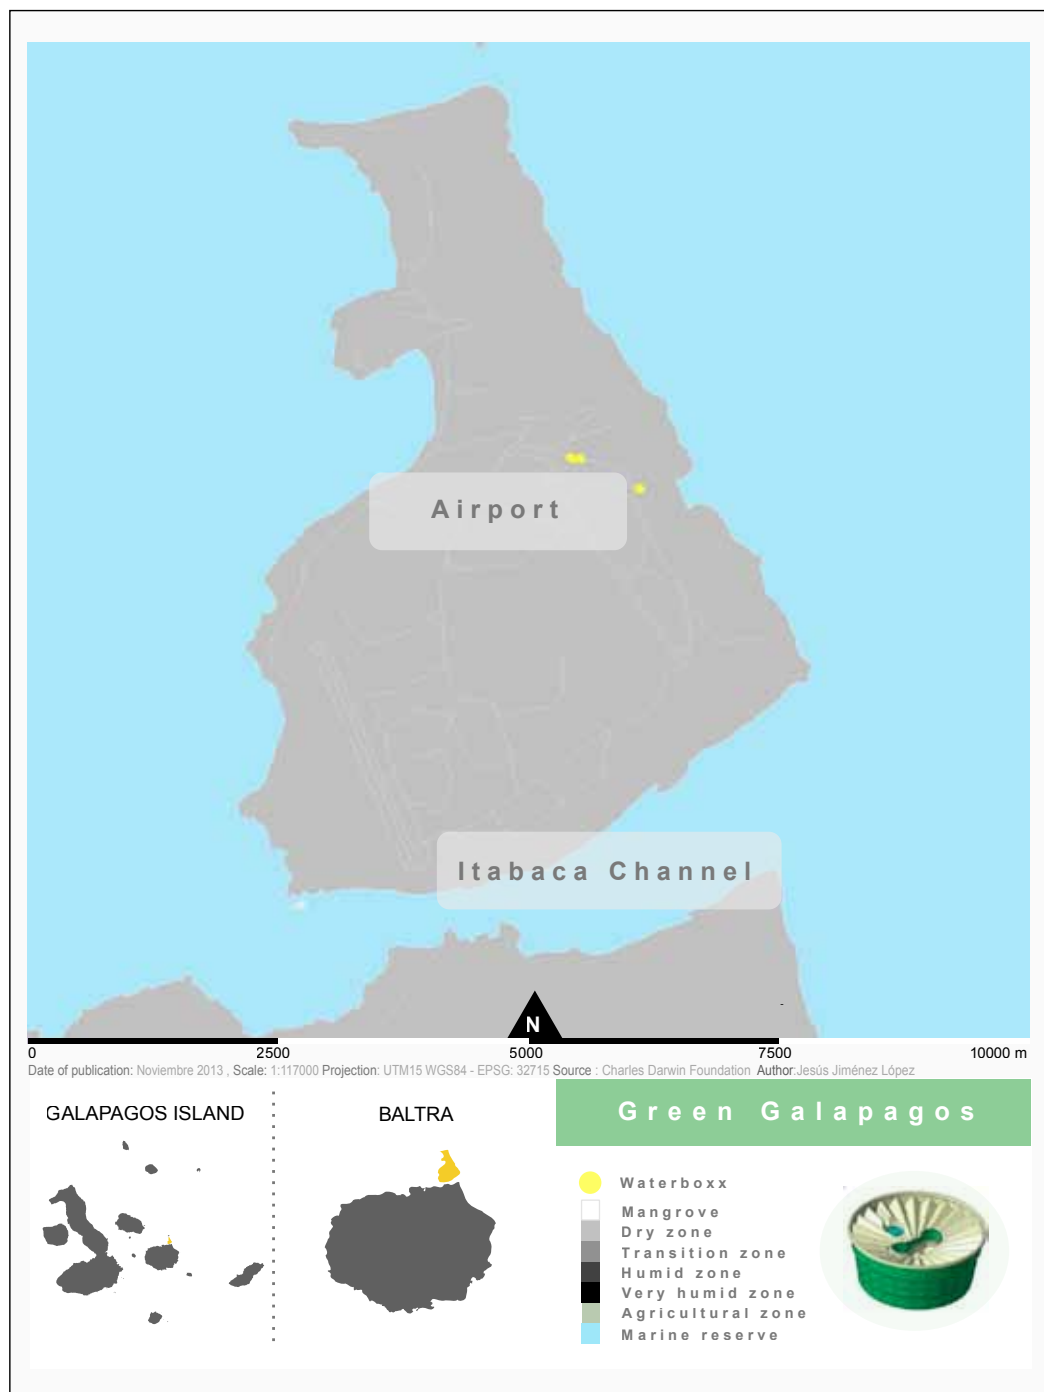 Airport
Itabaca Channel
N
0 2500 5000 7500 10000 m
Date of publication: Noviembre 2013 , Scale: 1:117000 Projection: UTM15 WGS84 - EPSG: 32715 Source : Charles Darwin Foundation Author:Jesús Jiménez López
GALAPAGOS ISLAND
BALTRA
Green Galapagos
Waterboxx
Mangrove
Dry zone
Transition zone
Humid zone
Very humid zone
Agricultural zone
Marine reserve